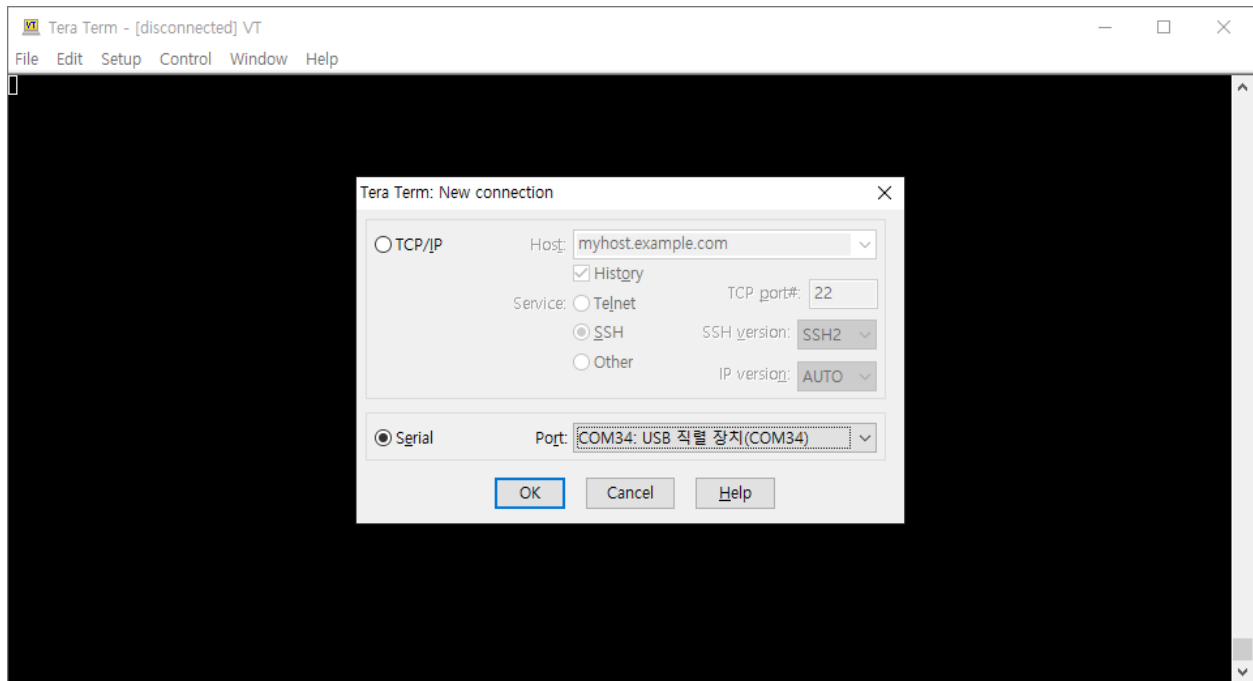 VT Tera Term - [disconnected] VT
File Edit Setup Control Window Help
Tera Term: New connection
TCP/IP Host: myhost.example.com
History
Service: Telnet TCP port#: 22
SSH SSH version: SSH2
Other IP version: AUTO
Serial Port: COM34: USB 직렬 장치(COM34)
OK Cancel Help